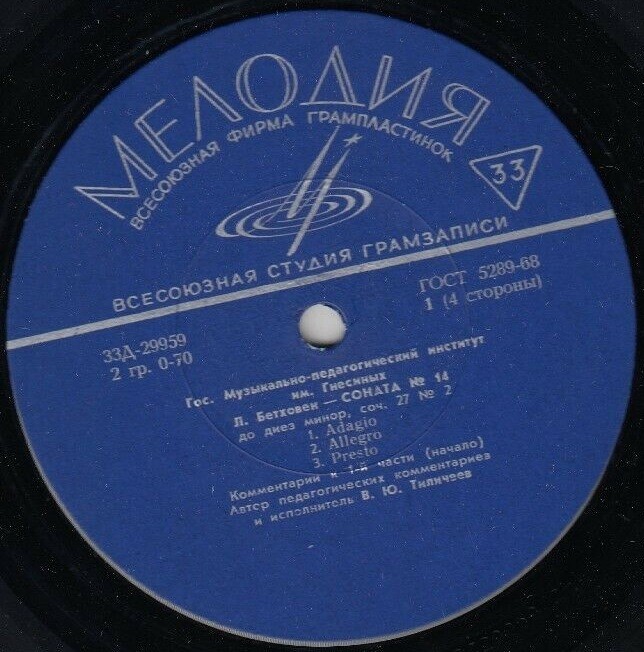 МЕЛОДИЯ
ВСЕСОЮЗНАЯ ФИРМА ГРАМПЛАСТИНОК
33
ВСЕСОЮЗНАЯ СТУДИЯ ГРАМЗАПИСИ
ГОСТ 5289-68
1 (4 стороны)
33Д-29959
2 гр. 0-70
Гос. Музыкально-педагогический институт
им. Гнесиных
Л. Бетховен — СОНАТА № 14
до диез минор, соч. 27 № 2
1. Adagio
2. Allegro
3. Presto
Комментарии к 1-й части (начало)
Автор педагогических комментариев
и исполнитель В. Ю. Тиличеев